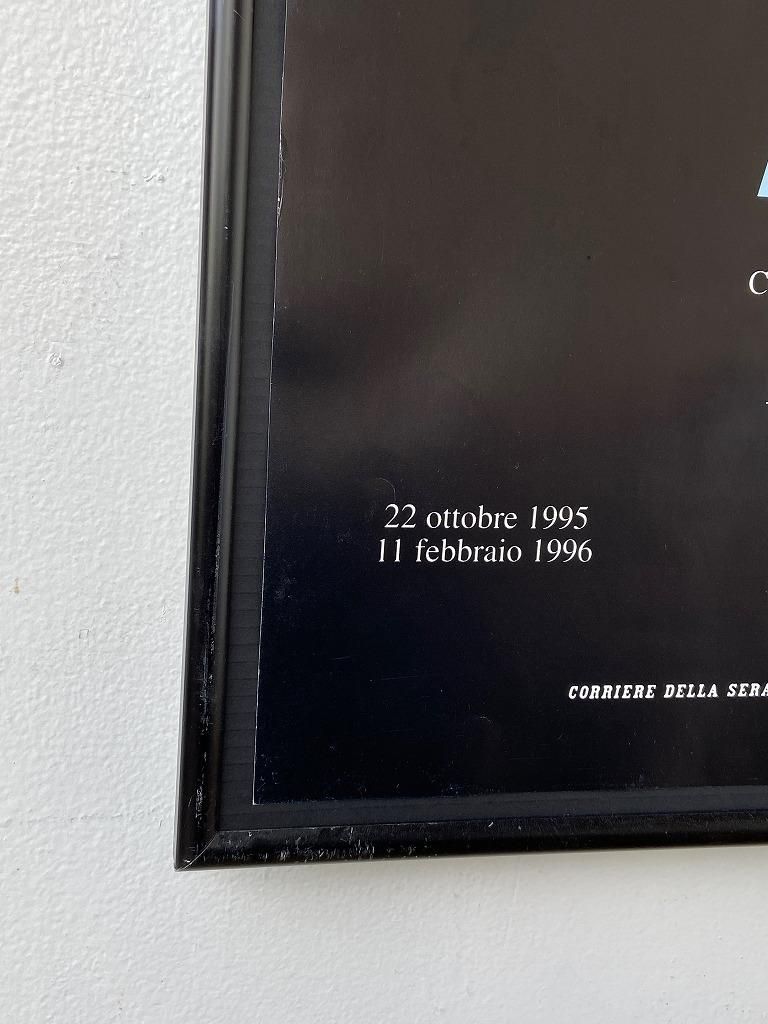 C
22 ottobre 1995
11 febbraio 1996
CORRIERE DELLA SERA